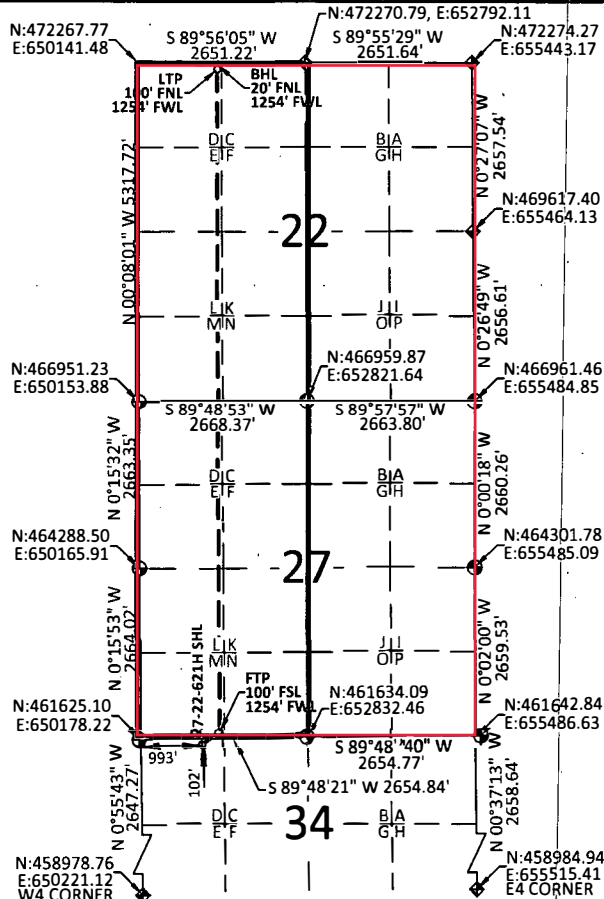 N:472267.77
E:650141.48
S 89°56'05" W
2651.22'
N:472270.79, E:652792.11
S 89°55'29" W
2651.64'
N:472274.27
E:655443.17
LTP
100' FNL
1254' FWL
BHL
20' FNL
1254' FWL
D C
E F
B A
G H
N 0°27'07" W
2657.54'
N 00°08'01" W 5317.72'
22
N:469617.40
E:655464.13
L K
M N
J I
O P
N 0°26'49" W
2656.61'
N:466951.23
E:650153.88
N:466959.87
E:652821.64
N:466961.46
E:655484.85
S 89°48'53" W
2668.37'
S 89°57'57" W
2663.80'
N 0°15'32" W
2663.35'
D C
E F
B A
G H
N 0°00'18" W
2660.26'
N:464288.50
E:650165.91
27
N:464301.78
E:655485.09
N 0°15'53" W
2664.02'
L K
M N
J I
O P
N 0°02'00" W
2659.53'
27-22-621H SHL
FTP
100' FSL
1254' FWL
N:461625.10
E:650178.22
N:461634.09
E:652832.46
N:461642.84
E:655486.63
993'
102'
S 89°48'40" W
2654.77'
S 89°48'21" W 2654.84'
N 0°55'43" W
2647.27'
D C
E F
34
B A
G H
N 00°37'13" W
2658.64'
N:458978.76
E:650221.12
W4 CORNER
N:458984.94
E:655515.41
E4 CORNER